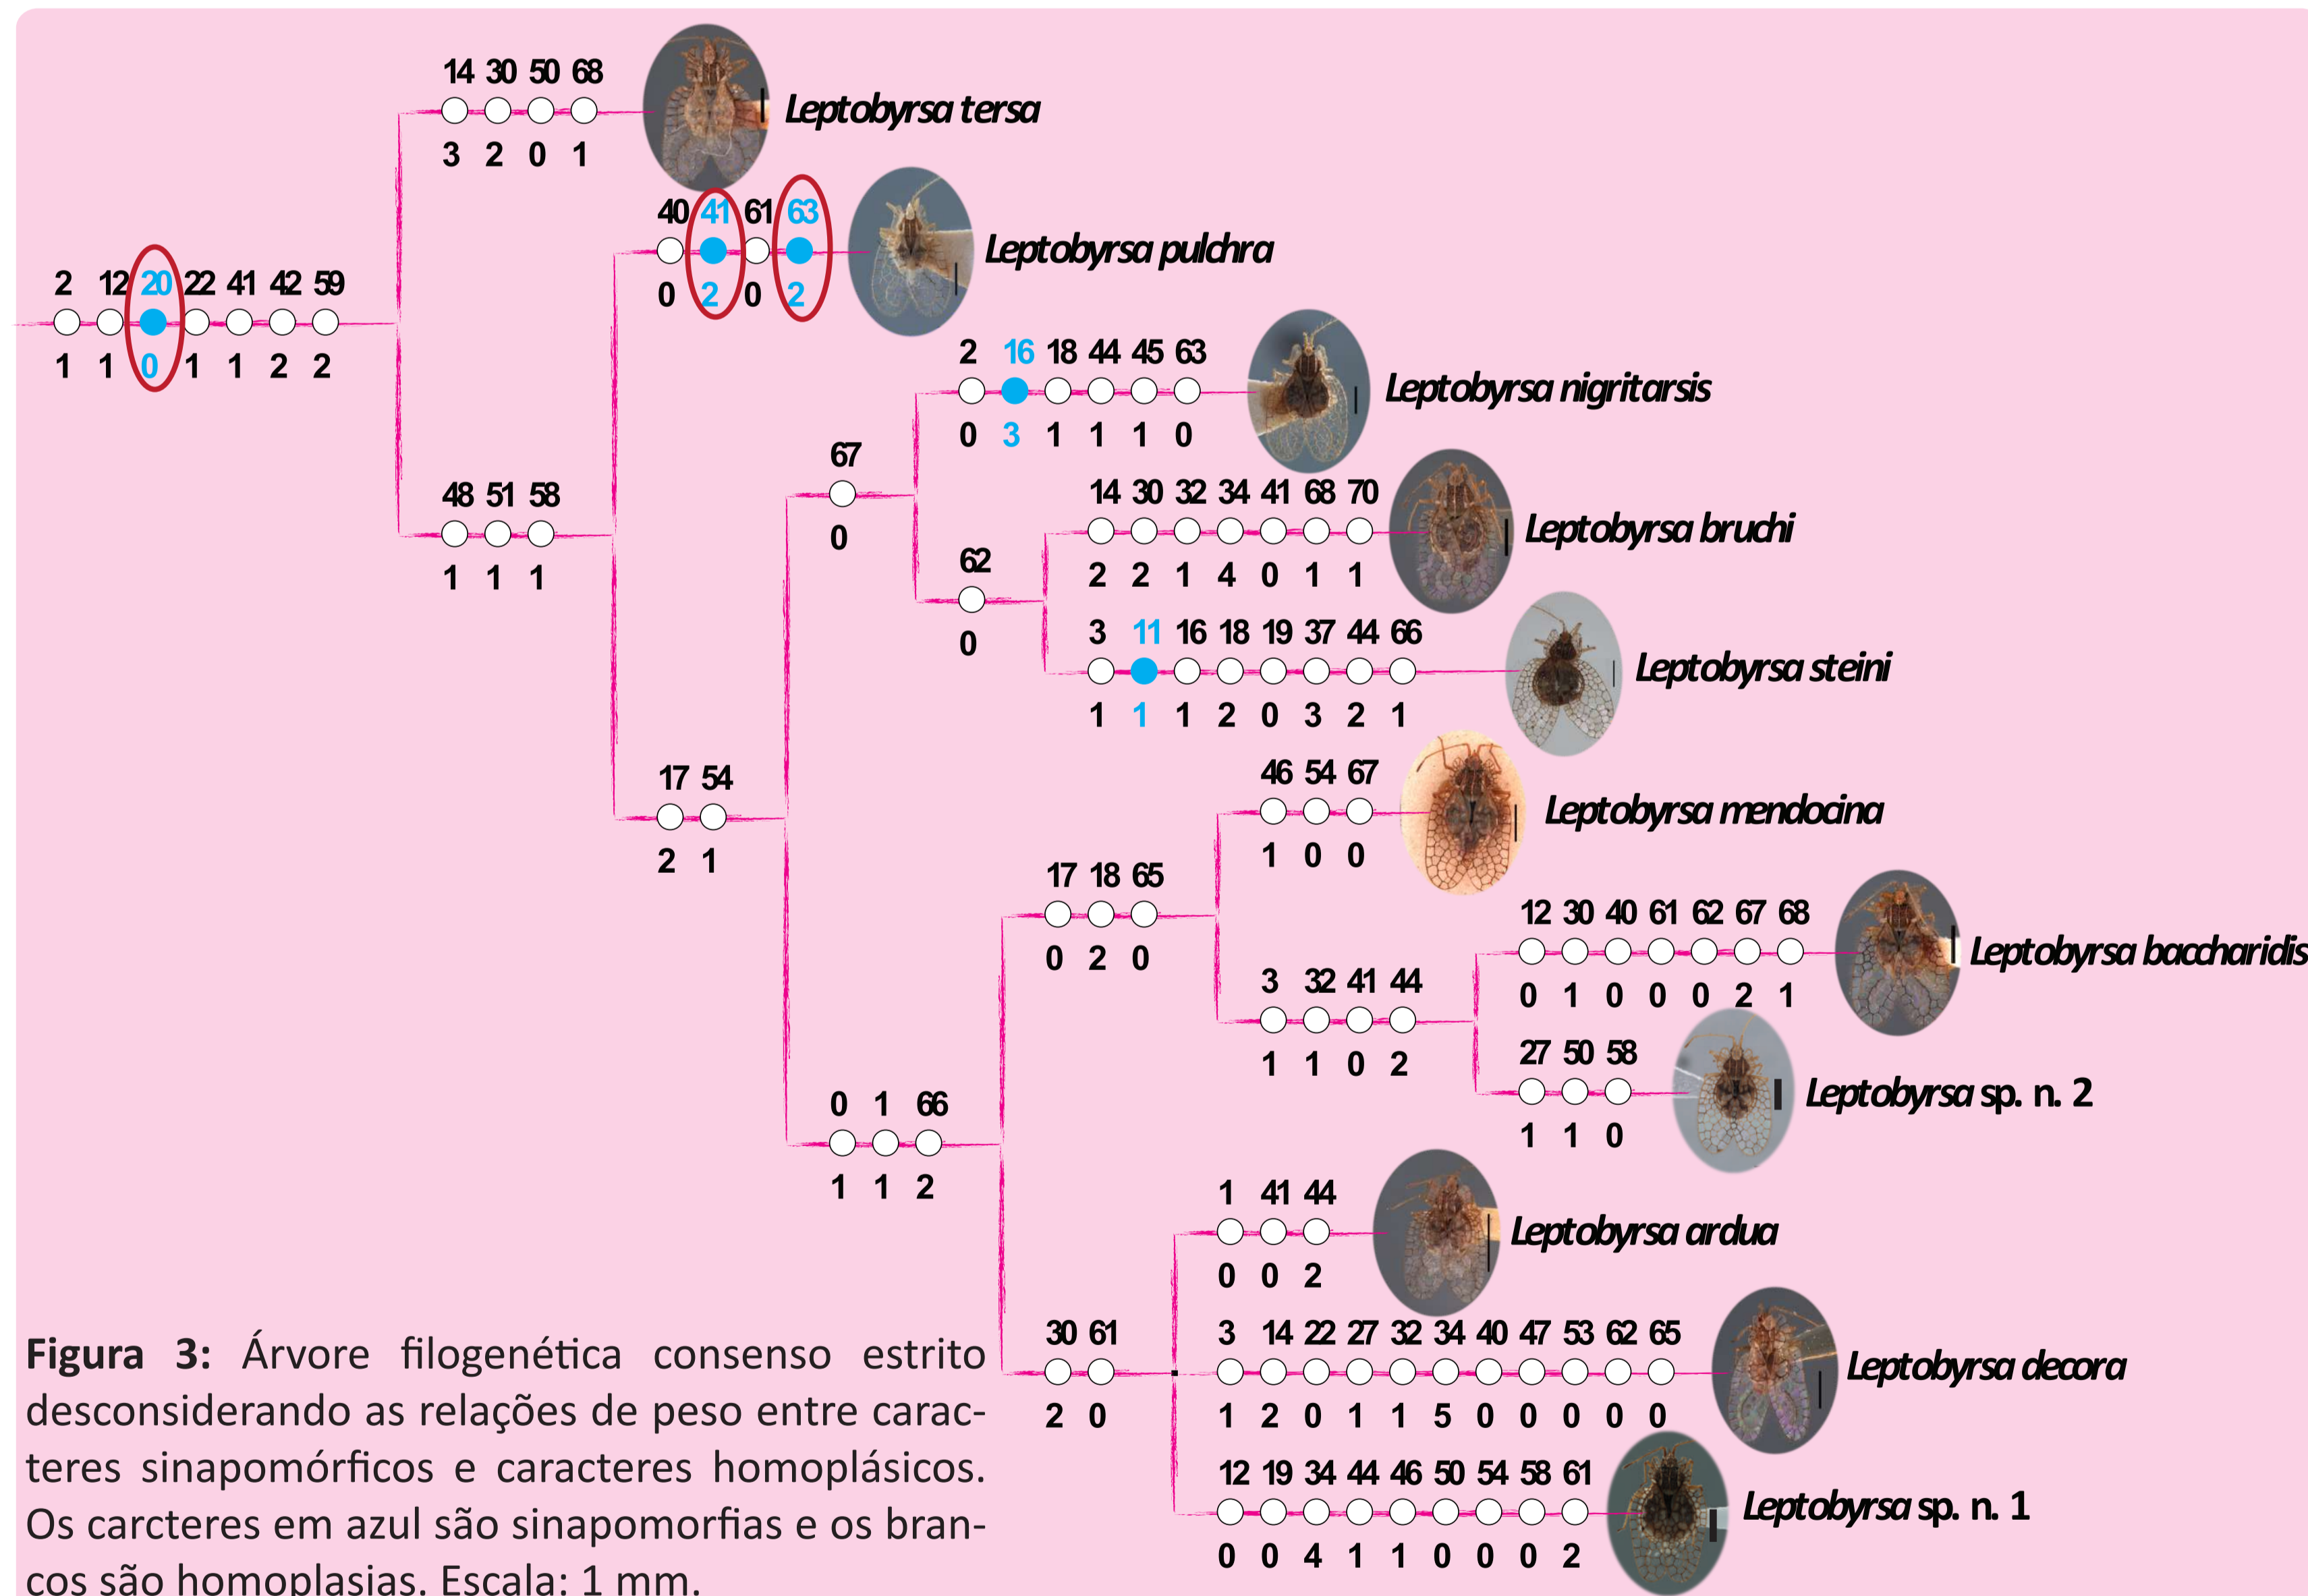 14 30 50 68
3 2 0 1
Leptobyrsa tersa
40 41 61 63
0 2 0 2
Leptobyrsa pulchra
2 12 20 22 41 42 59
1 1 0 1 1 2 2
2 16 18 44 45 63
0 3 1 1 1 0
Leptobyrsa nigritarsis
67
0
14 30 32 34 41 68 70
2 2 1 4 0 1 1
Leptobyrsa bruchi
48 51 58
1 1 1
62
0
3 11 16 18 19 37 44 66
1 1 1 2 0 3 2 1
Leptobyrsa steini
17 54
2 1
46 54 67
1 0 0
Leptobyrsa mendocina
17 18 65
0 2 0
12 30 40 61 62 67 68
0 1 0 0 0 2 1
Leptobyrsa baccharidis
3 32 41 44
1 1 0 2
27 50 58
1 1 0
Leptobyrsa sp. n. 2
0 1 66
1 1 2
1 41 44
0 0 2
Leptobyrsa ardua
30 61
2 0
3 14 22 27 32 34 40 47 53 62 65
1 2 0 1 1 5 0 0 0 0 0
Leptobyrsa decora
12 19 34 44 46 50 54 58 61
0 0 4 1 1 0 0 0 2
Leptobyrsa sp. n. 1
Figura 3: Árvore filogenética consenso estrito
desconsiderando as relações de peso entre carac-
teres sinapomórficos e caracteres homoplásicos.
Os carcteres em azul são sinapomorfias e os bran-
cos são homoplasias. Escala: 1 mm.